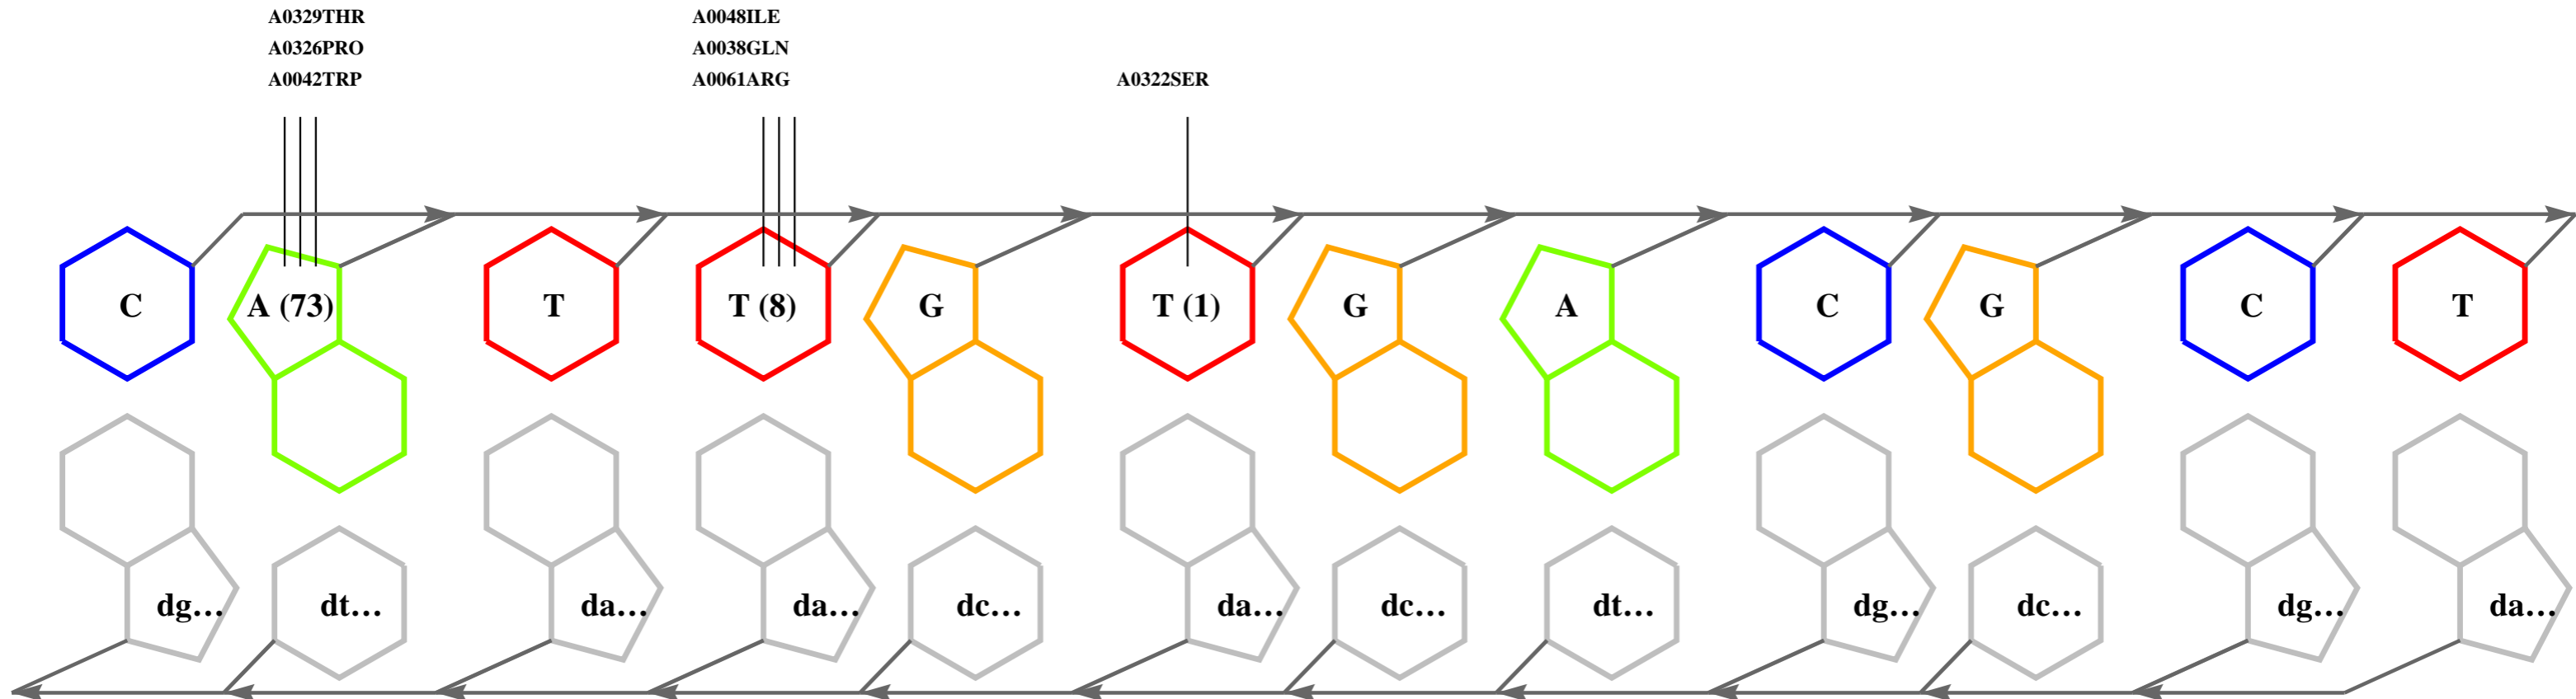 A0329THR A0048ILE
A0326PRO A0038GLN
A0042TRP A0061ARG A0322SER
C A (73) T T (8) G T (1) G A C G C T
dg... dt... da... da... dc... da... dc... dt... dg... dc... dg... da...